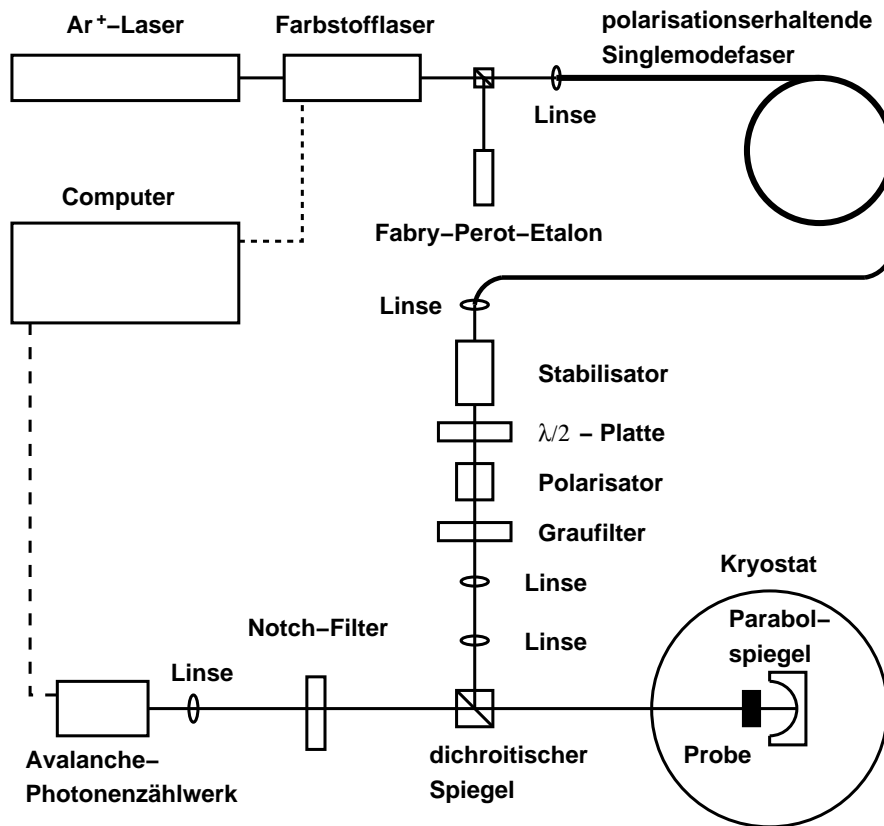 Ar+−Laser
Farbstofflaser
polarisationserhaltende
Singlemodefaser
Linse
Computer
Fabry−Perot−Etalon
Linse
Stabilisator
λ/2 − Platte
Polarisator
Graufilter
Linse
Linse
Kryostat
Parabol−
spiegel
Notch−Filter
Linse
Probe
dichroitischer
Spiegel
Avalanche−
Photonenzählwerk